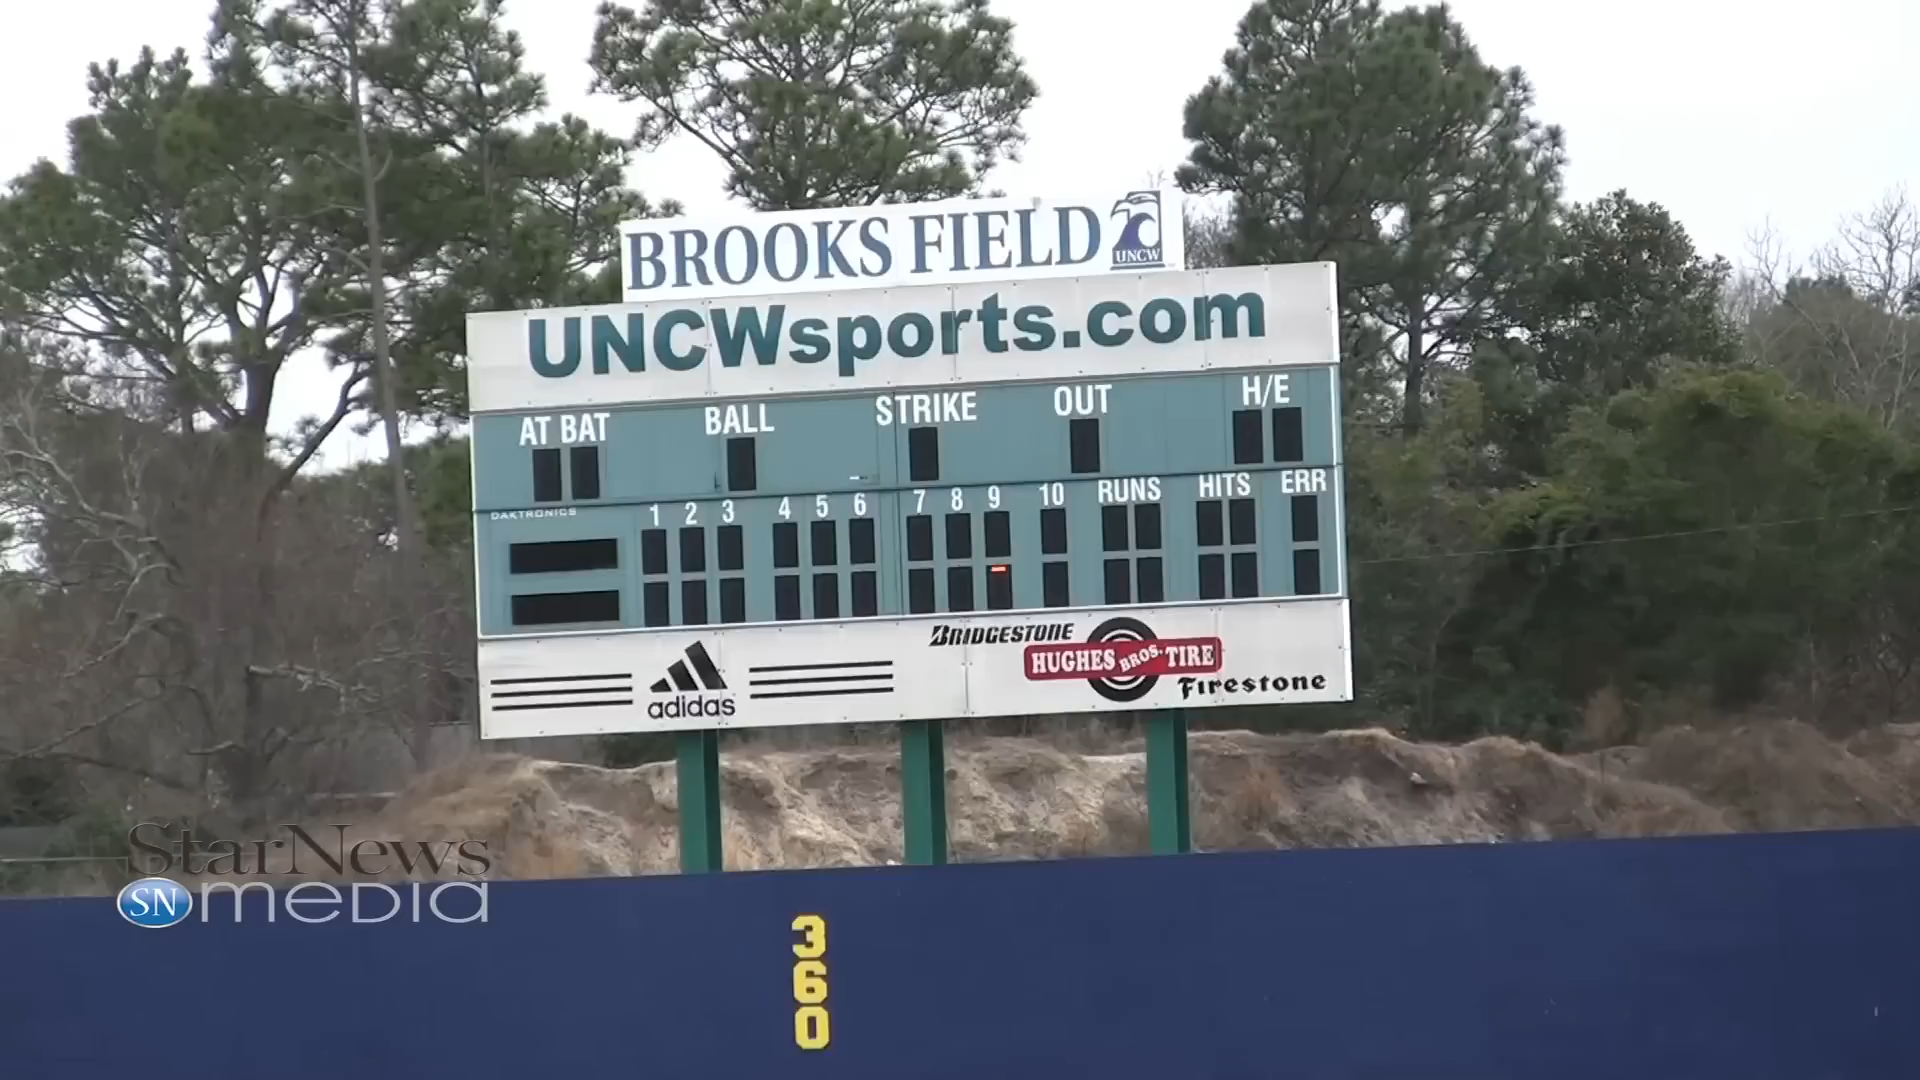 BROOKS FIELD
UNCW
UNCWsports.com
AT BAT BALL STRIKE OUT H/E
DAKTRONICS 1 2 3 4 5 6 7 8 9 10 RUNS HITS ERR
adidas
BRIDGESTONE
HUGHES BROS. TIRE
Firestone
StarNews
SN media
360